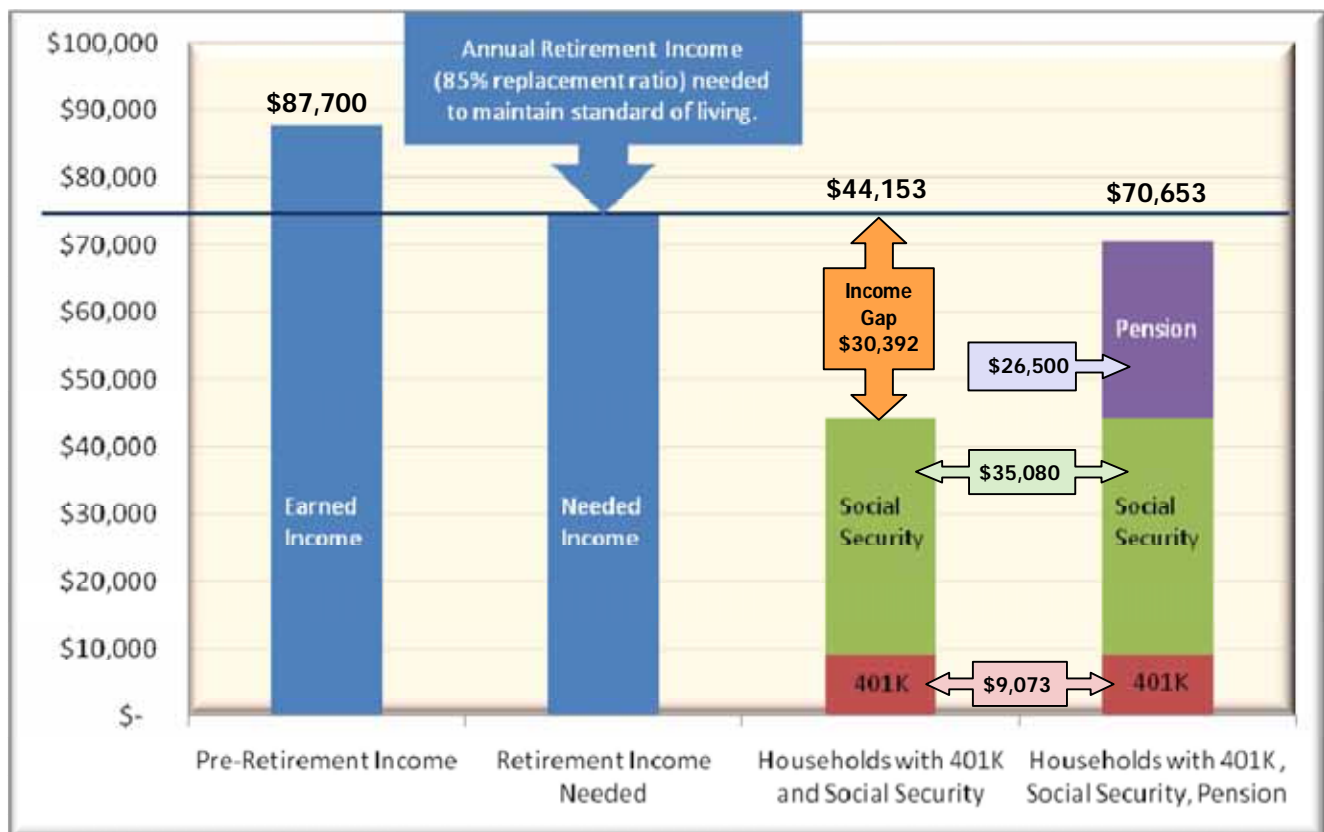 Annual Retirement Income
(85% replacement ratio) needed
to maintain standard of living.
$100,000
$90,000
$80,000
$70,000
$60,000
$50,000
$40,000
$30,000
$20,000
$10,000
$-
$87,700
$44,153
$70,653
Income
Gap
$30,392
Pension
$26,500
$35,080
Earned
Income
Needed
Income
Social
Security
Social
Security
401K
$9,073
401K
Pre-Retirement Income
Retirement Income
Needed
Households with 401K
and Social Security
Households with 401K,
Social Security, Pension